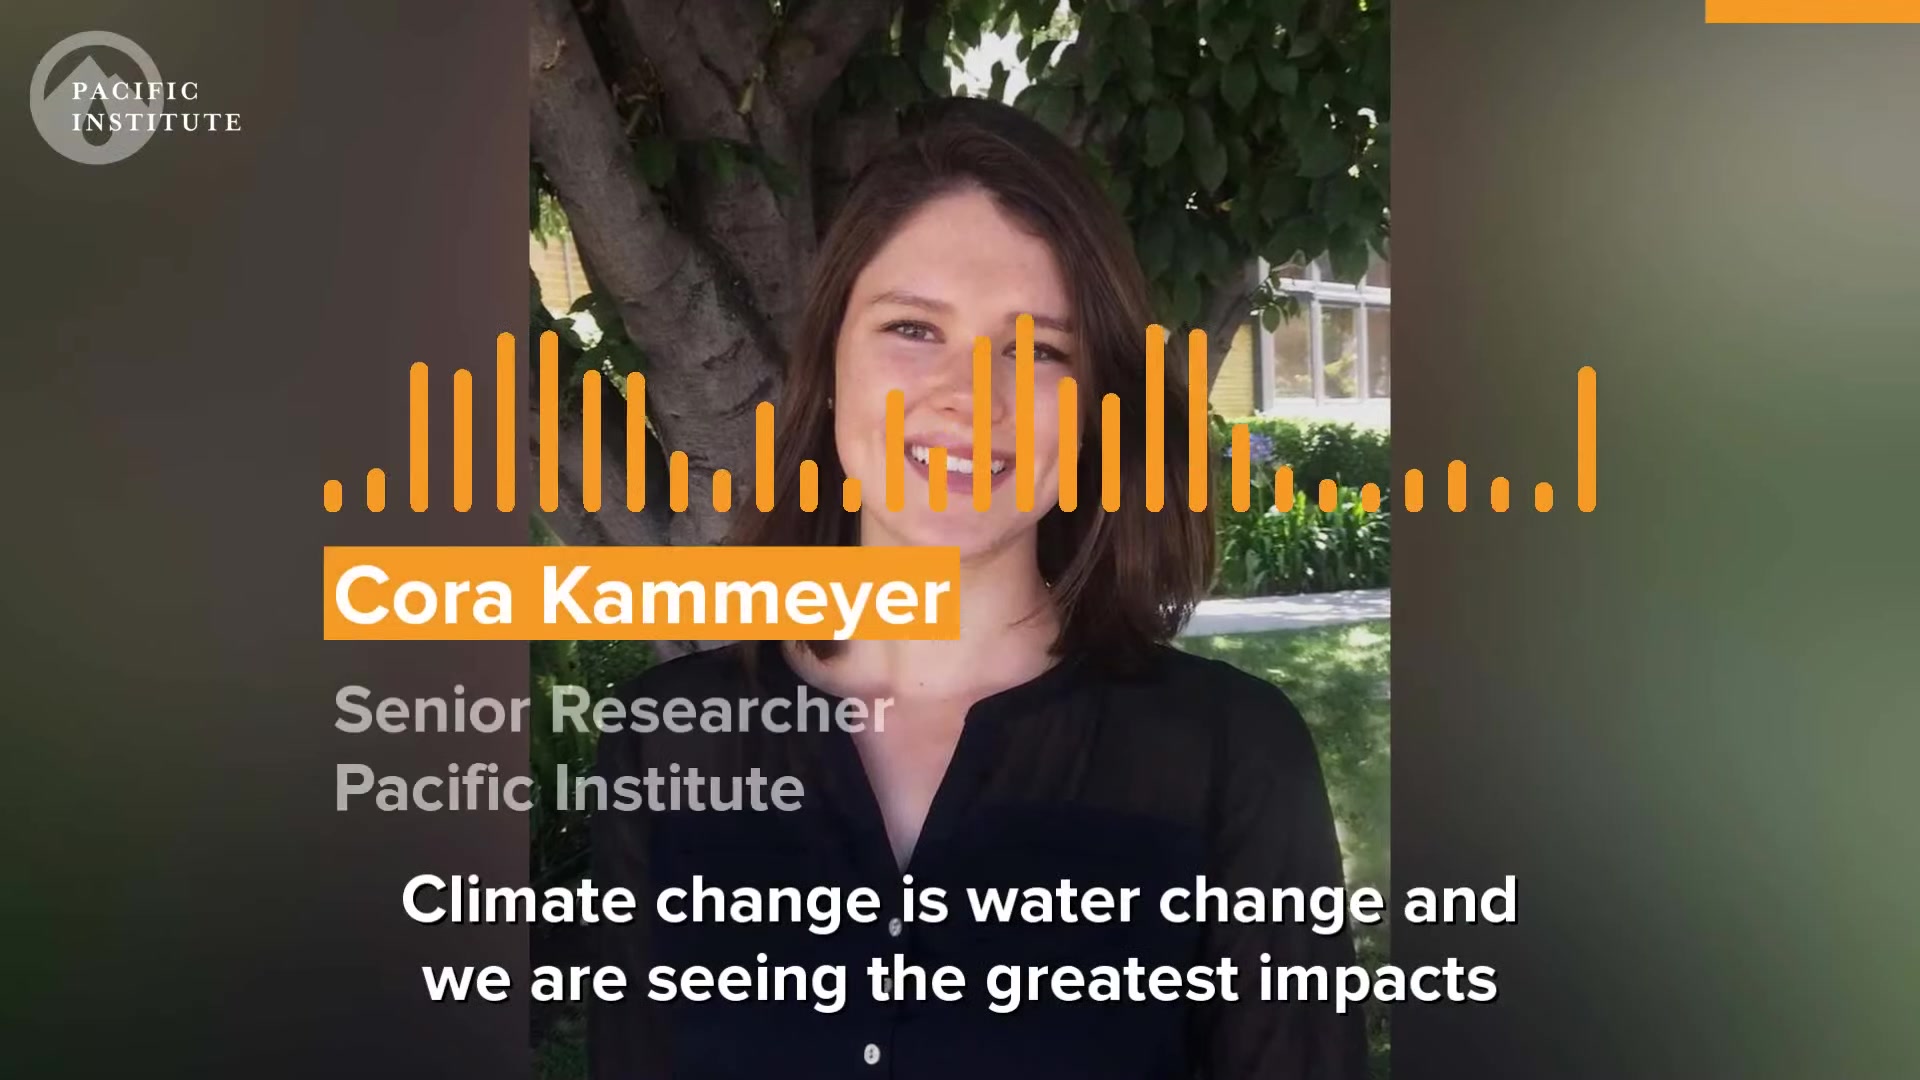 PACIFIC
INSTITUTE
Cora Kammeyer
Senior Researcher
Pacific Institute
Climate change is water change and
we are seeing the greatest impacts